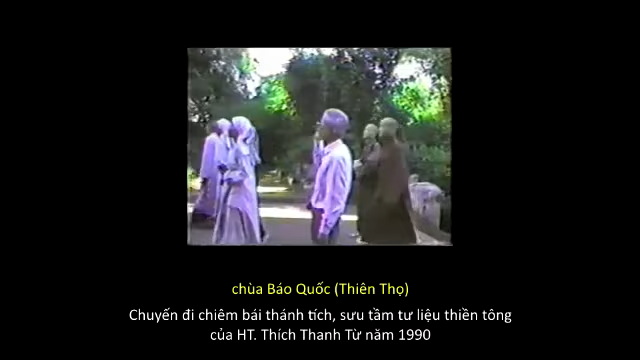 chùa Báo Quốc (Thiên Thọ)
Chuyến đi chiêm bái thánh tích, sưu tầm tư liệu thiền tông
của HT. Thích Thanh Từ năm 1990